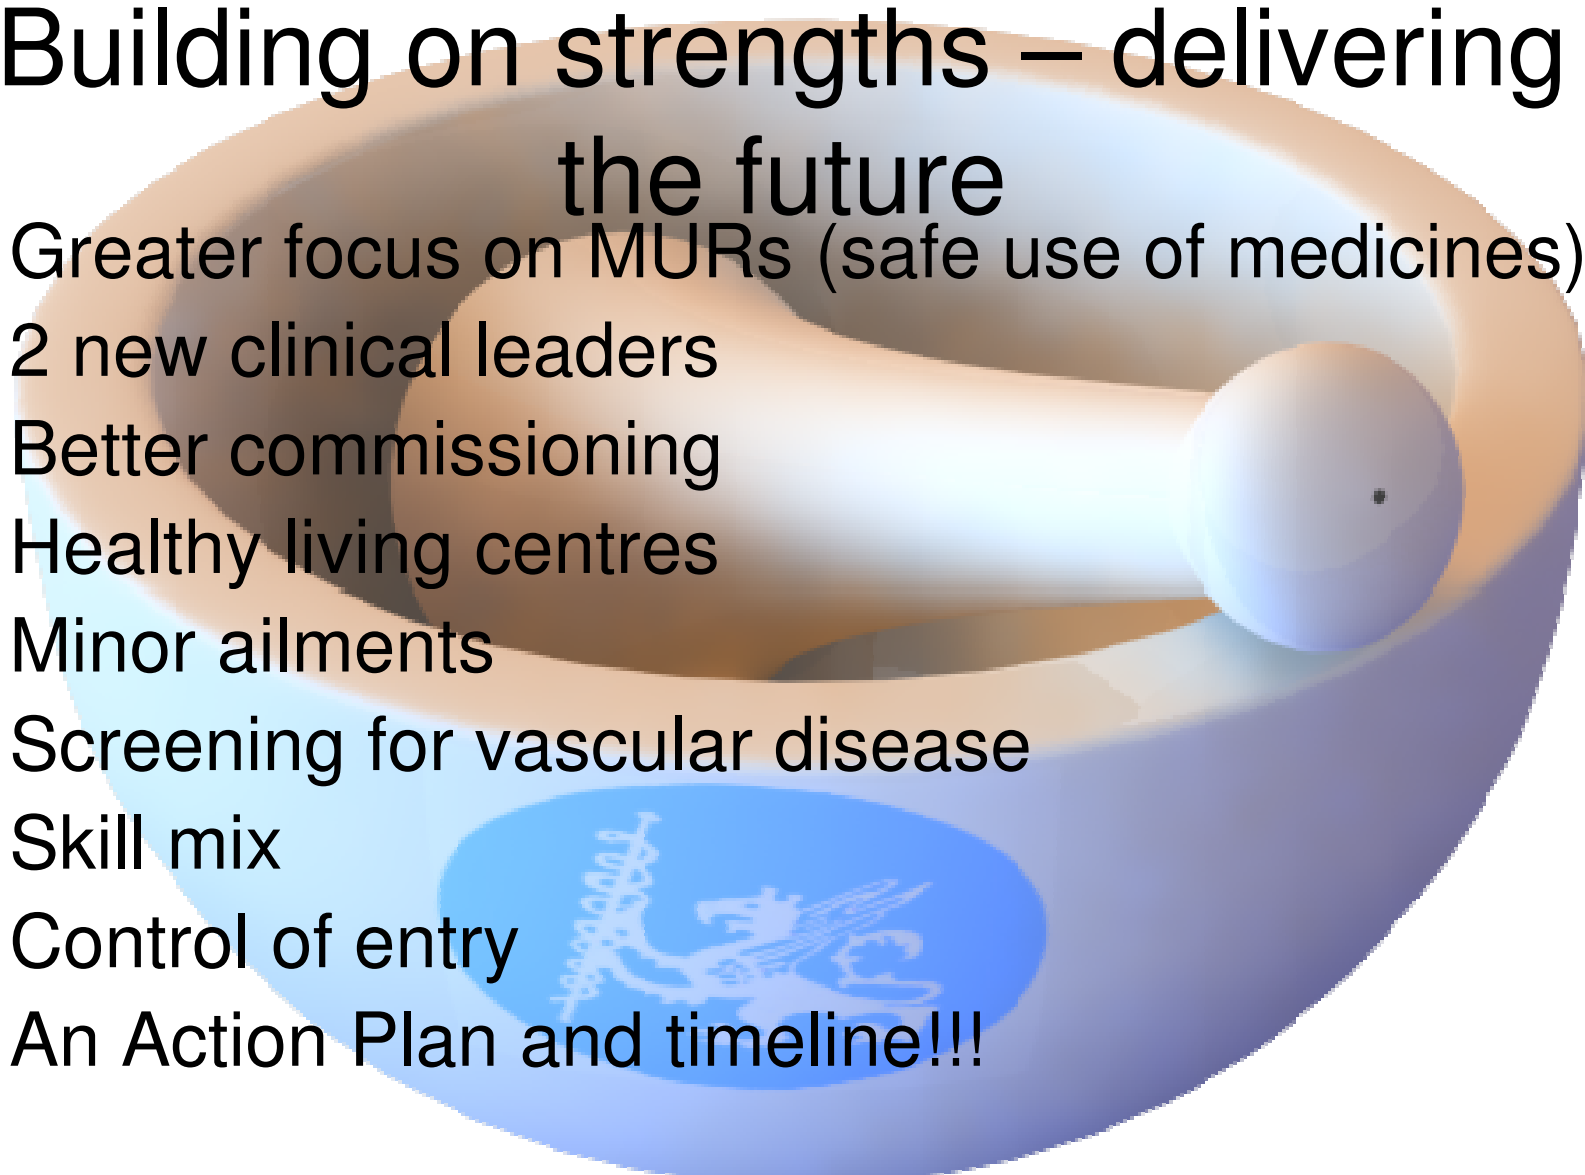 Building on strengths – delivering
the future
Greater focus on MURs (safe use of medicines)
2 new clinical leaders
Better commissioning
Healthy living centres
Minor ailments
Screening for vascular disease
Skill mix
Control of entry
An Action Plan and timeline!!!